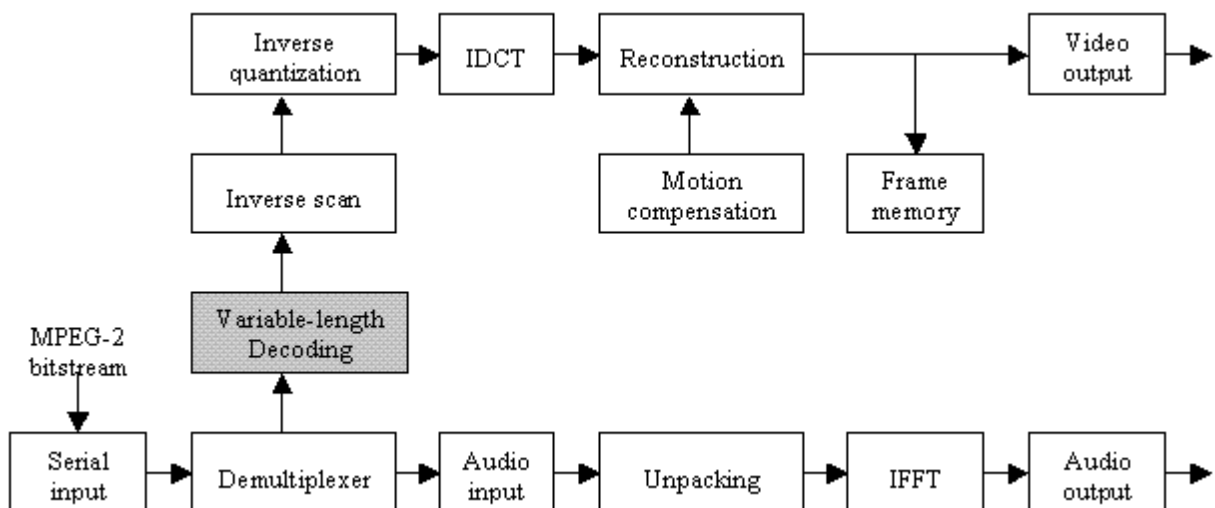 Inverse
quantization
IDCT
Reconstruction
Video
output
Inverse scan
Motion
compensation
Frame
memory
Variable-length
Decoding
MPEG-2
bitstream
Serial
input
Demultiplexer
Audio
input
Unpacking
IFFT
Audio
output